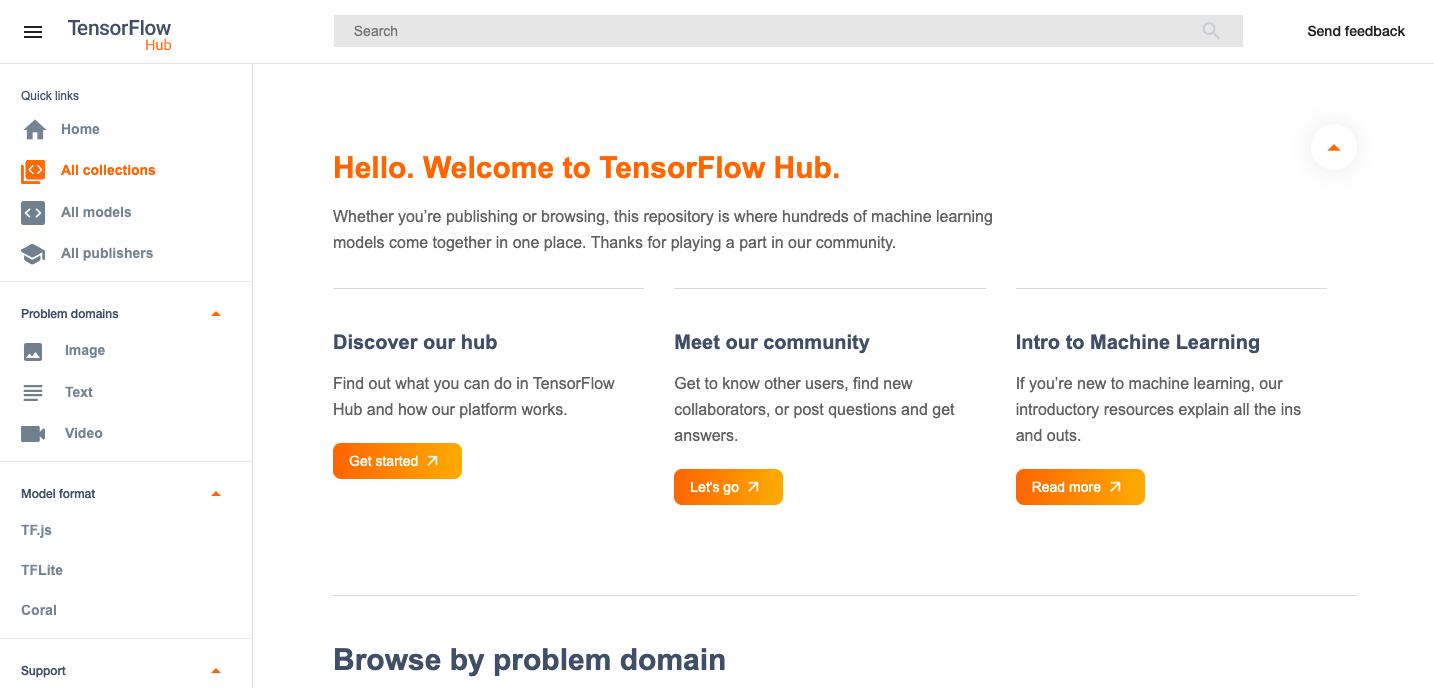 TensorFlow
Hub
Search
Send feedback
Quick links
Home
All collections
All models
All publishers
Problem domains
Image
Text
Video
Model format
TF.js
TFLite
Coral
Support
Hello. Welcome to TensorFlow Hub.
Whether you’re publishing or browsing, this repository is where hundreds of machine learning
models come together in one place. Thanks for playing a part in our community.
Discover our hub
Find out what you can do in TensorFlow
Hub and how our platform works.
Get started
Meet our community
Get to know other users, find new
collaborators, or post questions and get
answers.
Let's go
Intro to Machine Learning
If you’re new to machine learning, our
introductory resources explain all the ins
and outs.
Read more
Browse by problem domain